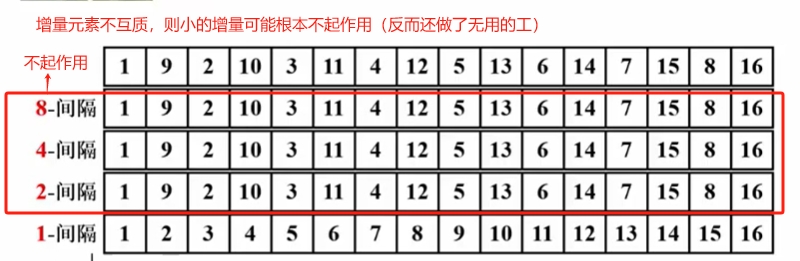 增量元素不互质，则小的增量可能根本不起作用（反而还做了无用的工）
不起作用
1 9 2 10 3 11 4 12 5 13 6 14 7 15 8 16
8-间隔 1 9 2 10 3 11 4 12 5 13 6 14 7 15 8 16
4-间隔 1 9 2 10 3 11 4 12 5 13 6 14 7 15 8 16
2-间隔 1 9 2 10 3 11 4 12 5 13 6 14 7 15 8 16
1-间隔 1 2 3 4 5 6 7 8 9 10 11 12 13 14 15 16